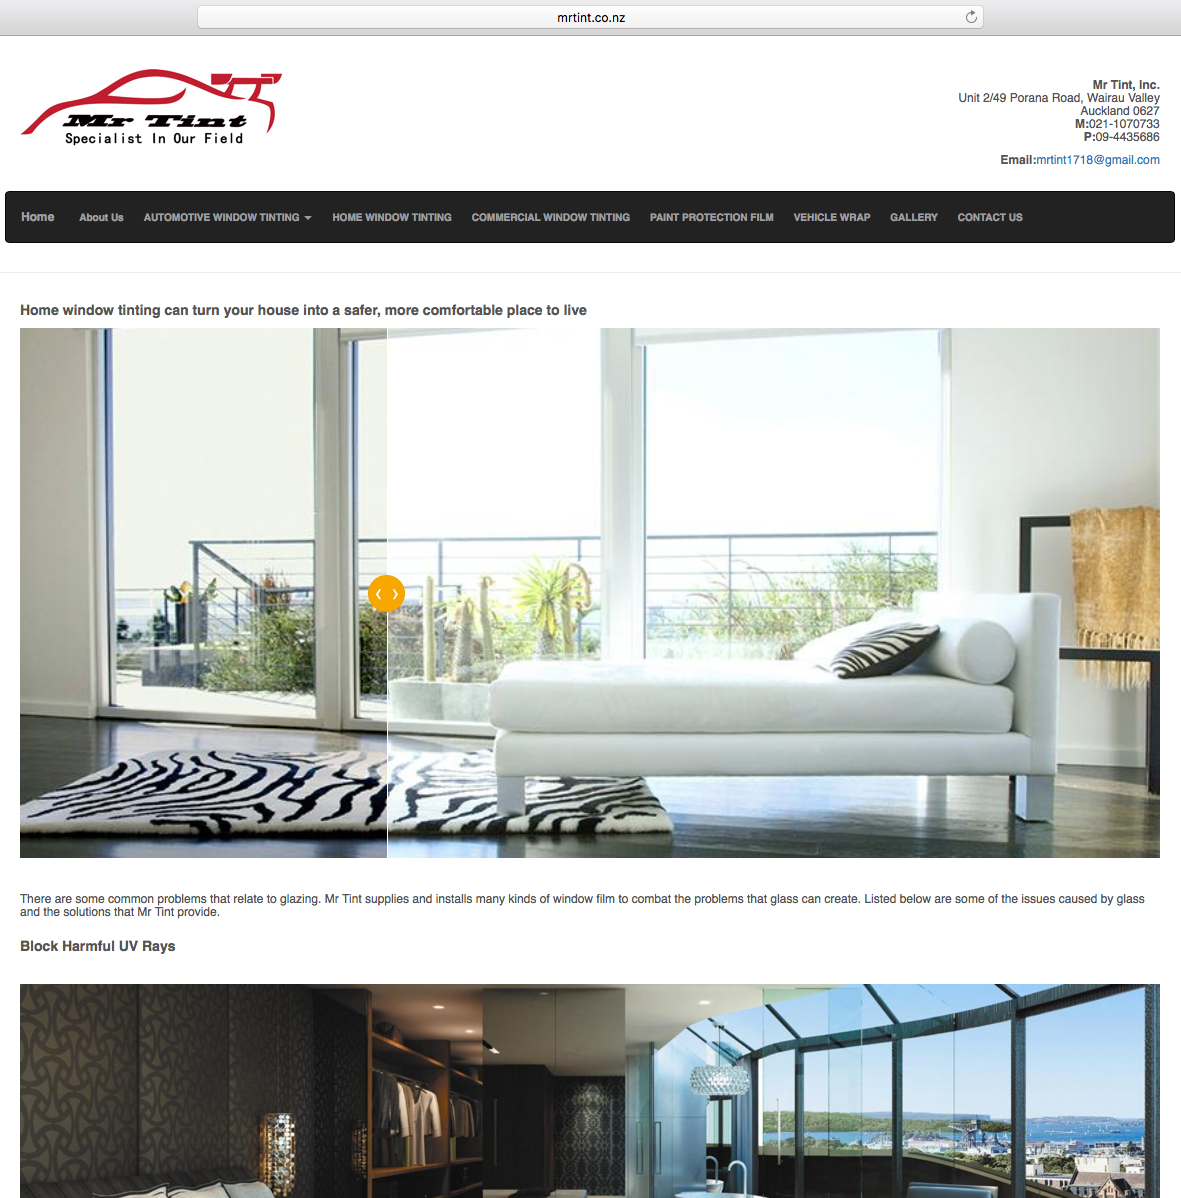 mrtint.co.nz
Mr Tint
Specialist In Our Field
Mr Tint, Inc.
Unit 2/49 Porana Road, Wairau Valley
Auckland 0627
M:021-1070733
P:09-4435686
Email:mrtint1718@gmail.com
Home About Us AUTOMOTIVE WINDOW TINTING HOME WINDOW TINTING COMMERCIAL WINDOW TINTING PAINT PROTECTION FILM VEHICLE WRAP GALLERY CONTACT US
Home window tinting can turn your house into a safer, more comfortable place to live
There are some common problems that relate to glazing. Mr Tint supplies and installs many kinds of window film to combat the problems that glass can create. Listed below are some of the issues caused by glass
and the solutions that Mr Tint provide.
Block Harmful UV Rays